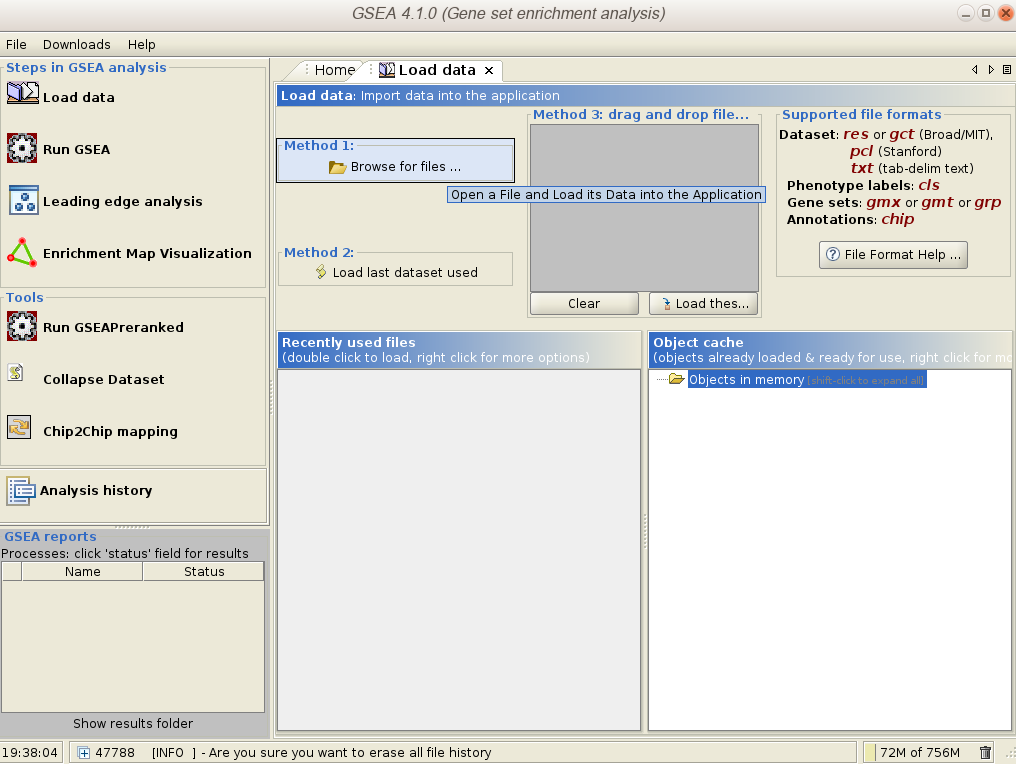 GSEA 4.1.0 (Gene set enrichment analysis)
File Downloads Help
Steps in GSEA analysis
Load data
Run GSEA
Leading edge analysis
Enrichment Map Visualization
Tools
Run GSEAPreranked
Collapse Dataset
Chip2Chip mapping
Analysis history
GSEA reports
Processes: click 'status' field for results
Name Status
Show results folder
Home Load data
Load data: Import data into the application
Method 1:
Browse for files ...
Open a File and Load its Data into the Application
Method 2:
Load last dataset used
Method 3: drag and drop file...
Clear Load thes...
Supported file formats
Dataset: res or gct (Broad/MIT),
pcl (Stanford)
txt (tab-delim text)
Phenotype labels: cls
Gene sets: gmx or gmt or grp
Annotations: chip
File Format Help ...
Recently used files
(double click to load, right click for more options)
Object cache
(objects already loaded & ready for use, right click for mo
Objects in memory [shift-click to expand all]
19:38:04 47788 [INFO ] - Are you sure you want to erase all file history 72M of 756M